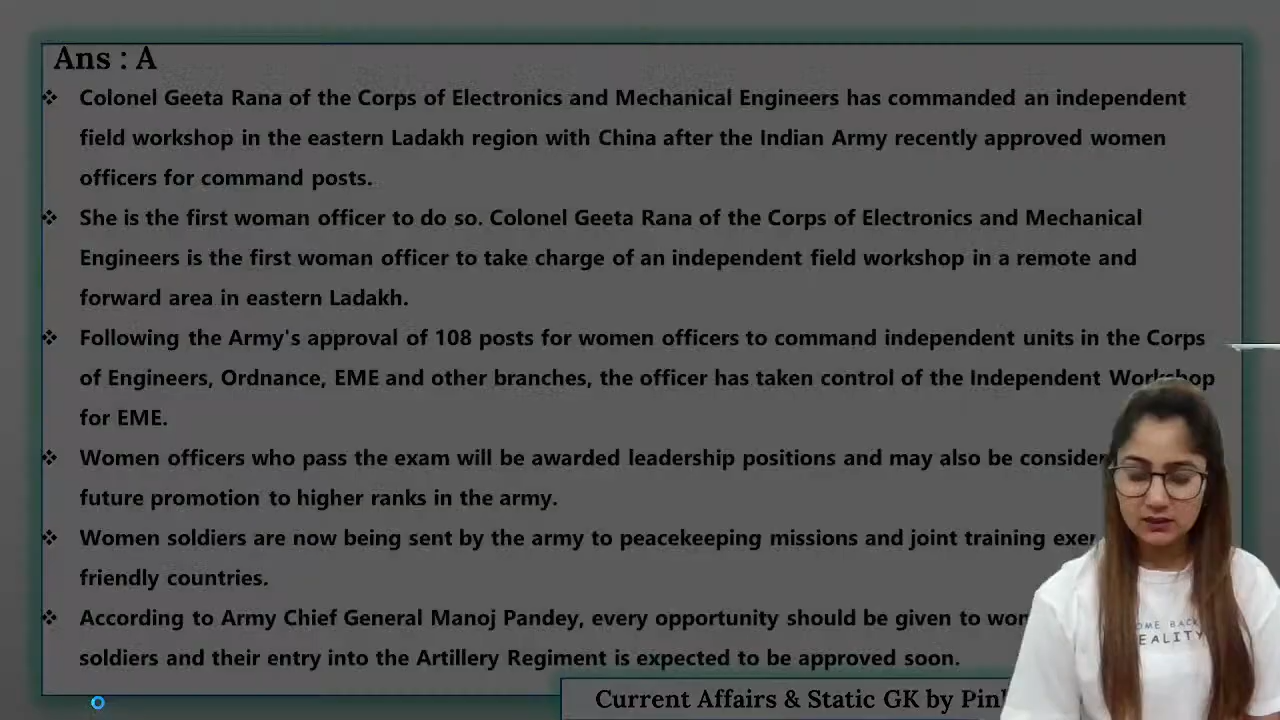 Ans : A
❖ Colonel Geeta Rana of the Corps of Electronics and Mechanical Engineers has commanded an independent
field workshop in the eastern Ladakh region with China after the Indian Army recently approved women
officers for command posts.
❖ She is the first woman officer to do so. Colonel Geeta Rana of the Corps of Electronics and Mechanical
Engineers is the first woman officer to take charge of an independent field workshop in a remote and
forward area in eastern Ladakh.
❖ Following the Army's approval of 108 posts for women officers to command independent units in the Corps
of Engineers, Ordnance, EME and other branches, the officer has taken control of the Independent Workshop
for EME.
❖ Women officers who pass the exam will be awarded leadership positions and may also be
future promotion to higher ranks in the army.
❖ Women soldiers are now being sent by the army to peacekeeping missions and joint training
friendly countries.
❖ According to Army Chief General Manoj Pandey, every opportunity should be given to
soldiers and their entry into the Artillery Regiment is expected to be approved soon.
OME BACK
EALITY
Current Affairs & Static GK by